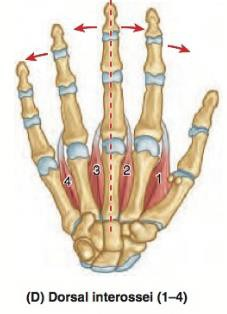 4 3 2 1
(D) Dorsal interossei (1–4)